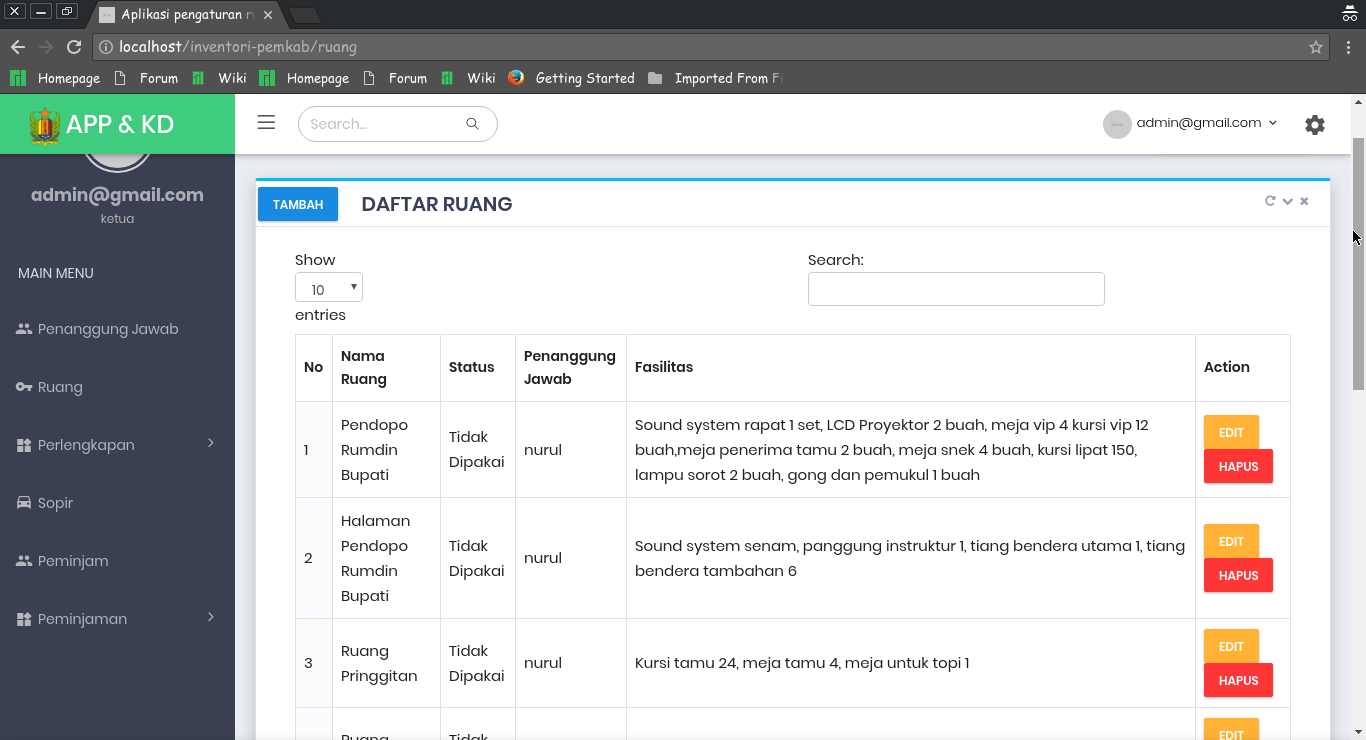 Aplikasi pengaturan r
localhost/inventori-pemkab/ruang
Homepage Forum Wiki Homepage Forum Wiki Getting Started Imported From Fi
APP & KD
Search...
admin@gmail.com
admin@gmail.com
ketua
MAIN MENU
Penanggung Jawab
Ruang
Perlengkapan
Sopir
Peminjam
Peminjaman
TAMBAH DAFTAR RUANG
Show
10
entries
Search:
No Nama Ruang Status Penanggung Jawab Fasilitas Action
1
Pendopo
Rumdin
Bupati
Tidak
Dipakai
nurul
Sound system rapat 1 set, LCD Proyektor 2 buah, meja vip 4 kursi vip 12
buah,meja penerima tamu 2 buah, meja snek 4 buah, kursi lipat 150,
lampu sorot 2 buah, gong dan pemukul 1 buah
EDIT
HAPUS
2
Halaman
Pendopo
Rumdin
Bupati
Tidak
Dipakai
nurul
Sound system senam, panggung instruktur 1, tiang bendera utama 1, tiang
bendera tambahan 6
EDIT
HAPUS
3
Ruang
Pringgitan
Tidak
Dipakai
nurul
Kursi tamu 24, meja tamu 4, meja untuk topi 1
EDIT
HAPUS
Ruang
Tidak
EDIT